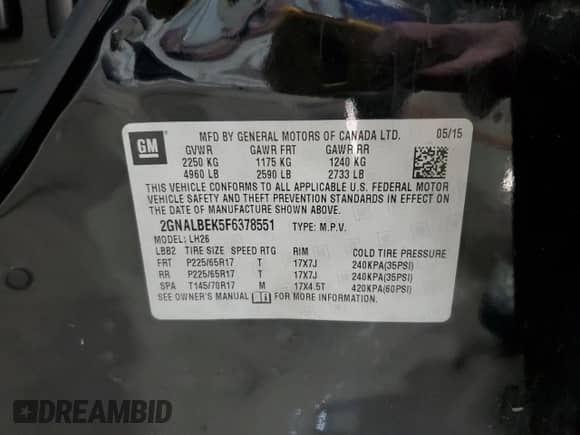 GM
MFD BY GENERAL MOTORS OF CANADA LTD. 05/15
GVWR GAWR FRT GAWR RR
2250 KG 1175 KG 1240 KG
4960 LB 2590 LB 2733 LB
THIS VEHICLE CONFORMS TO ALL APPLICABLE U.S. FEDERAL MOTOR
VEHICLE SAFETY AND THEFT PREVENTION STANDARDS IN EFFECT ON THE
DATE OF MANUFACTURE SHOWN ABOVE.
2GNALBEK5F6378551 TYPE: M.P.V.
MODEL: LH26
LBB2 TIRE SIZE SPEED RTG RIM COLD TIRE PRESSURE
FRT P225/65R17 T 17X7J 240KPA(35PSI)
RR P225/65R17 T 17X7J 240KPA(35PSI)
SPA T145/70R17 M 17X4.5T 420KPA(60PSI)
SEE OWNER'S MANUAL FOR MORE INFORMATION.
DREAMBID